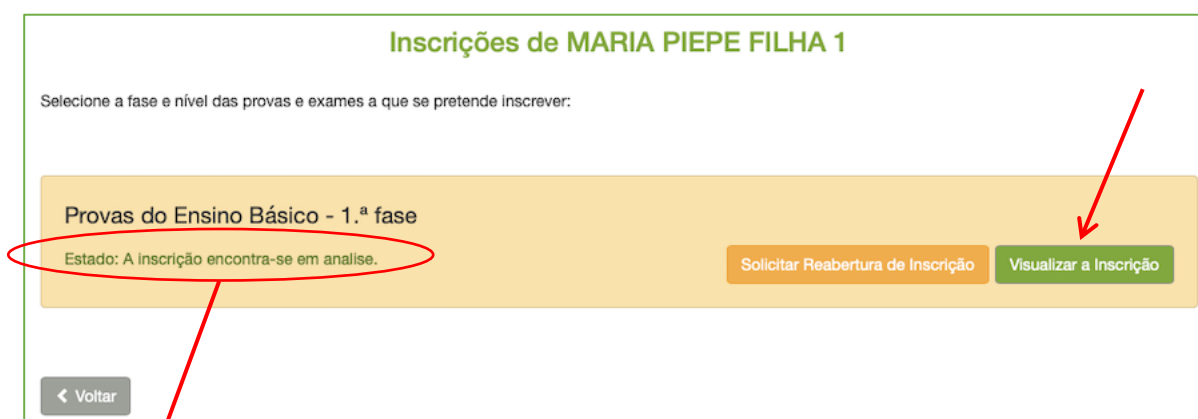 Inscrições de MARIA PIEPE FILHA 1
Selecione a fase e nível das provas e exames a que se pretende inscrever:
Provas do Ensino Básico - 1.ª fase
Estado: A inscrição encontra-se em analise.
Solicitar Reabertura de Inscrição
Visualizar a Inscrição
Voltar